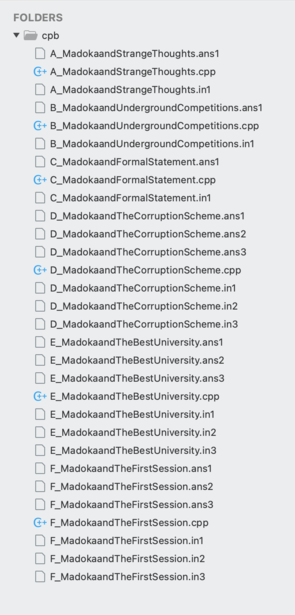 FOLDERS
cpb
A_MadokaandStrangeThoughts.ans1
A_MadokaandStrangeThoughts.cpp
A_MadokaandStrangeThoughts.in1
B_MadokaandUndergroundCompetitions.ans1
B_MadokaandUndergroundCompetitions.cpp
B_MadokaandUndergroundCompetitions.in1
C_MadokaandFormalStatement.ans1
C_MadokaandFormalStatement.cpp
C_MadokaandFormalStatement.in1
D_MadokaandTheCorruptionScheme.ans1
D_MadokaandTheCorruptionScheme.ans2
D_MadokaandTheCorruptionScheme.ans3
D_MadokaandTheCorruptionScheme.cpp
D_MadokaandTheCorruptionScheme.in1
D_MadokaandTheCorruptionScheme.in2
D_MadokaandTheCorruptionScheme.in3
E_MadokaandTheBestUniversity.ans1
E_MadokaandTheBestUniversity.ans2
E_MadokaandTheBestUniversity.ans3
E_MadokaandTheBestUniversity.cpp
E_MadokaandTheBestUniversity.in1
E_MadokaandTheBestUniversity.in2
E_MadokaandTheBestUniversity.in3
F_MadokaandTheFirstSession.ans1
F_MadokaandTheFirstSession.ans2
F_MadokaandTheFirstSession.ans3
F_MadokaandTheFirstSession.cpp
F_MadokaandTheFirstSession.in1
F_MadokaandTheFirstSession.in2
F_MadokaandTheFirstSession.in3